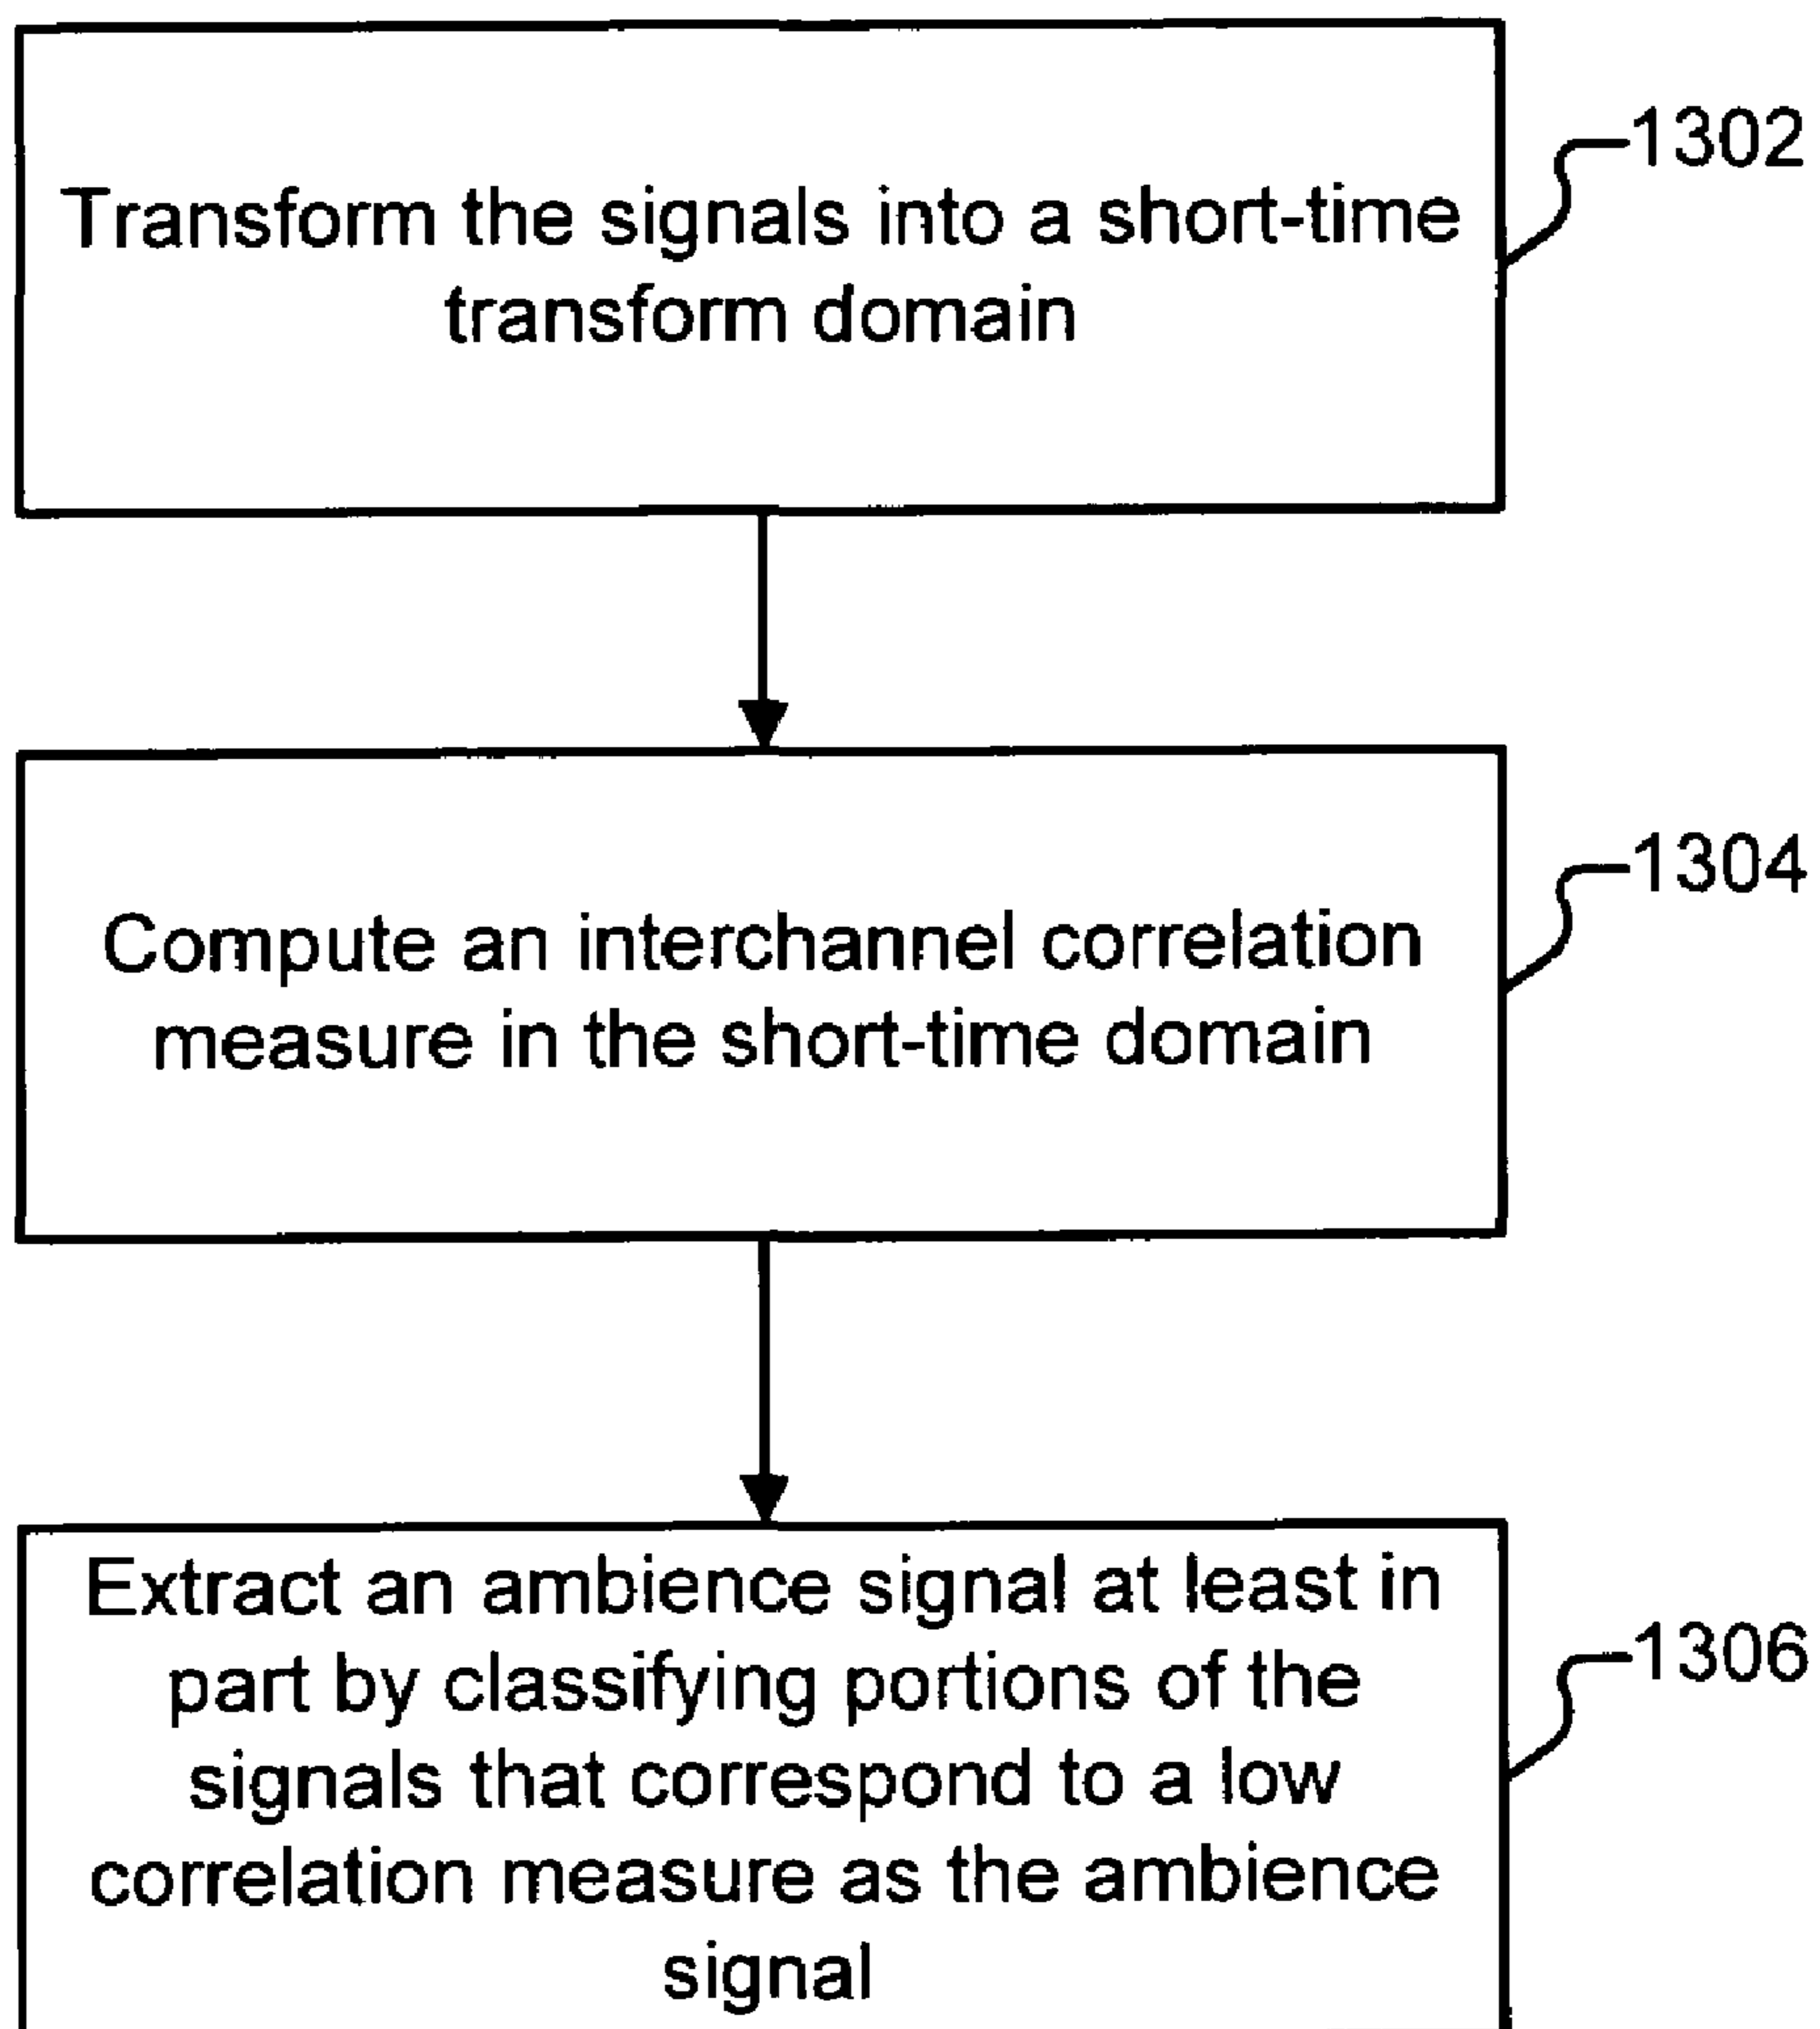 1302
Transform the signals into a short-time
transform domain
1304
Compute an interchannel correlation
measure in the short-time domain
1306
Extract an ambience signal at least in
part by classifying portions of the
signals that correspond to a low
correlation measure as the ambience
signal